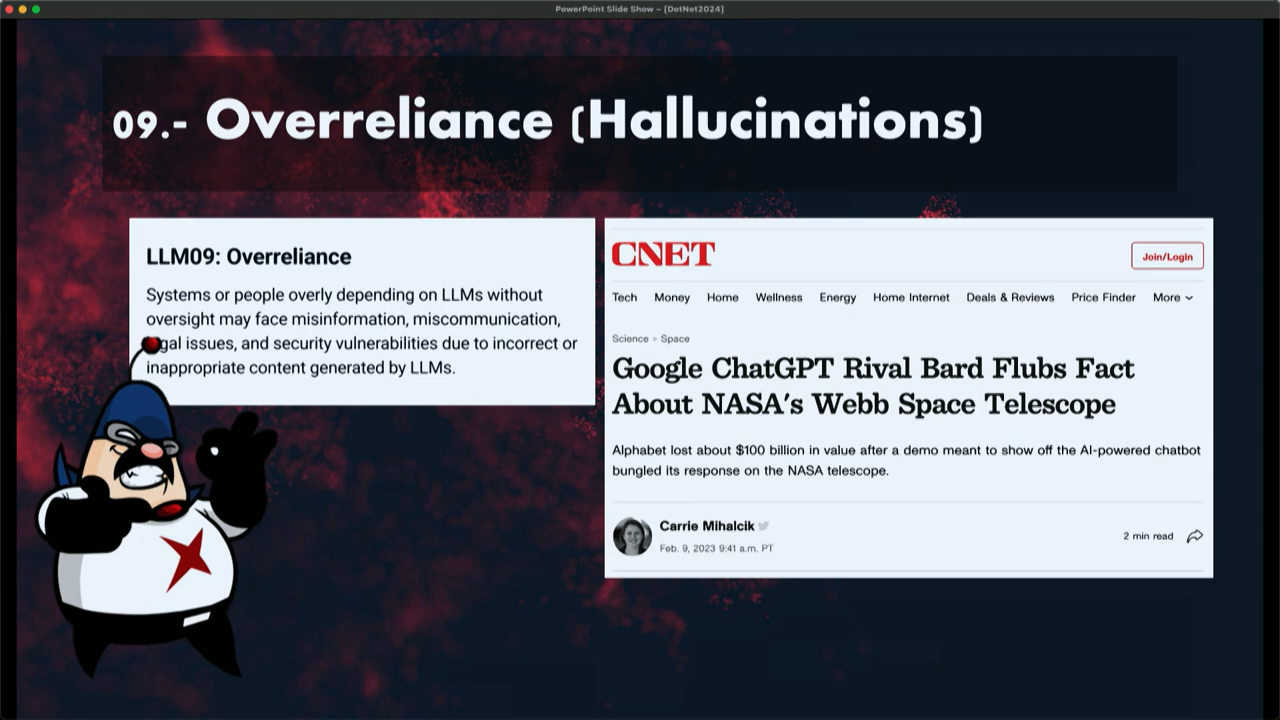 PowerPoint Slide Show – [DotNet2024]
09.- Overreliance (Hallucinations)
LLM09: Overreliance
Systems or people overly depending on LLMs without
oversight may face misinformation, miscommunication,
issues, and security vulnerabilities due to incorrect or
inappropriate content generated by LLMs.
CNET
Join/Login
Tech Money Home Wellness Energy Home Internet Deals & Reviews Price Finder More
Science > Space
Google ChatGPT Rival Bard Flubs Fact
About NASA's Webb Space Telescope
Alphabet lost about $100 billion in value after a demo meant to show off the AI-powered chatbot
bungled its response on the NASA telescope.
Carrie Mihalcik
Feb. 9, 2023 9:41 a.m. PT
2 min read